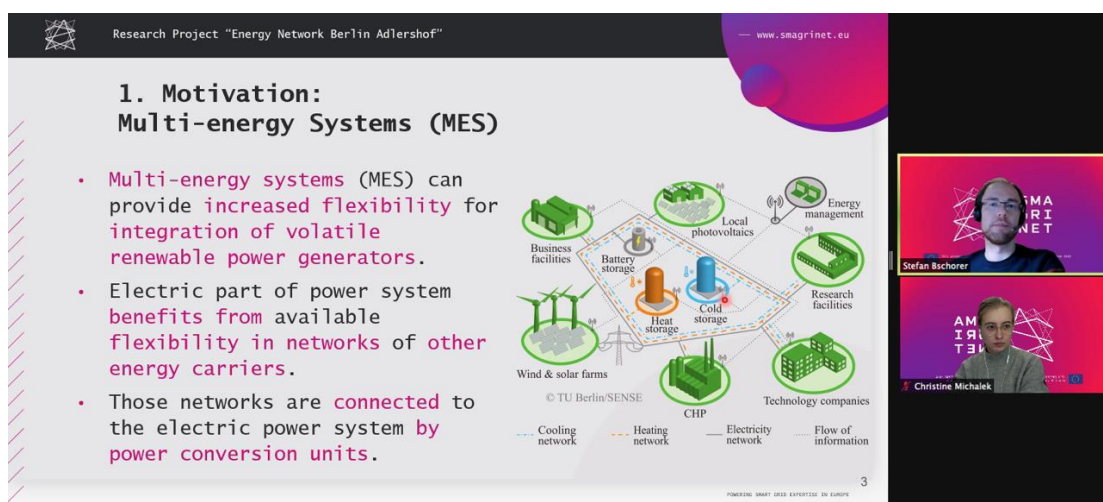 Research Project "Energy Network Berlin Adlershof"
— www.smagrinet.eu
1. Motivation:
Multi-energy Systems (MES)
• Multi-energy systems (MES) can
provide increased flexibility for
integration of volatile
renewable power generators.
• Electric part of power system
benefits from available
flexibility in networks of other
energy carriers.
• Those networks are connected to
the electric power system by
power conversion units.
Energy
management
Local
photovoltaics
Business
facilities
Battery
storage
Research
facilities
Heat
storage
Cold
storage
Wind & solar farms
© TU Berlin/SENSE
CHP
Technology companies
Cooling
network
Heating
network
Electricity
network
Flow of
information
3
POWERING SMART GRID EXPERTISE IN EUROPE
SMA
GRI
NET
Stefan Bschorer
Christine Michalek